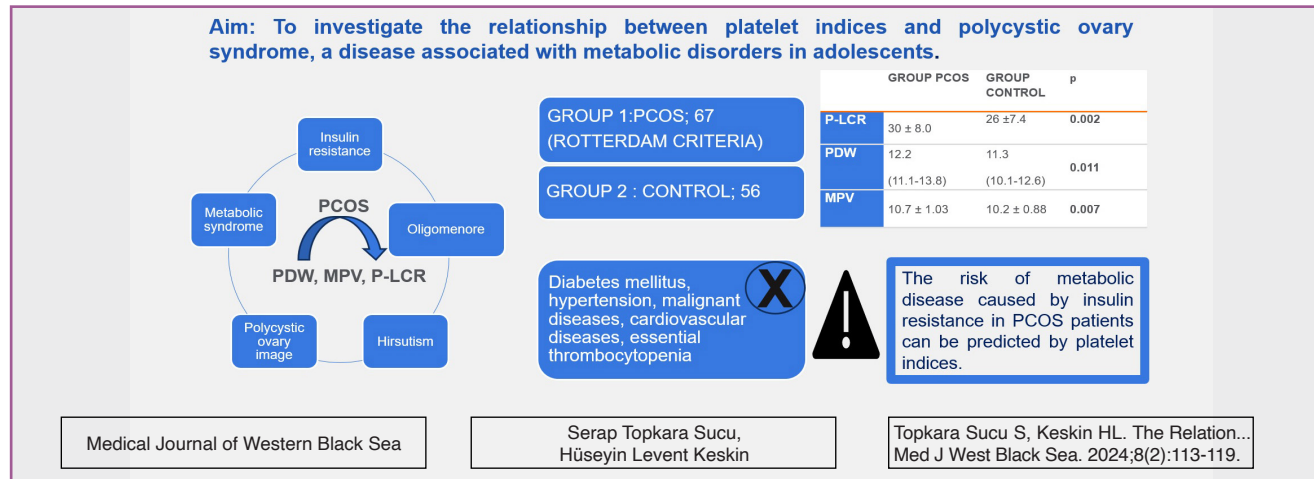 Aim: To investigate the relationship between platelet indices and polycystic ovary
syndrome, a disease associated with metabolic disorders in adolescents.
Insulin
resistance
Metabolic
syndrome
PCOS
Oligomenore
PDW, MPV, P-LCR
Polycystic
ovary
image
Hirsutism
GROUP 1:PCOS; 67
(ROTTERDAM CRITERIA)
GROUP 2 : CONTROL; 56
GROUP PCOS GROUP CONTROL p
P-LCR 30 ± 8.0 26 ±7.4 0.002
PDW 12.2 11.3
(11.1-13.8) (10.1-12.6) 0.011
MPV 10.7 ± 1.03 10.2 ± 0.88 0.007
Diabetes mellitus,
hypertension, malignant
diseases, cardiovascular
diseases, essential
thrombocytopenia
X
!
The risk of metabolic
disease caused by insulin
resistance in PCOS patients
can be predicted by platelet
indices.
Medical Journal of Western Black Sea
Serap Topkara Sucu,
Hüseyin Levent Keskin
Topkara Sucu S, Keskin HL. The Relation...
Med J West Black Sea. 2024;8(2):113-119.